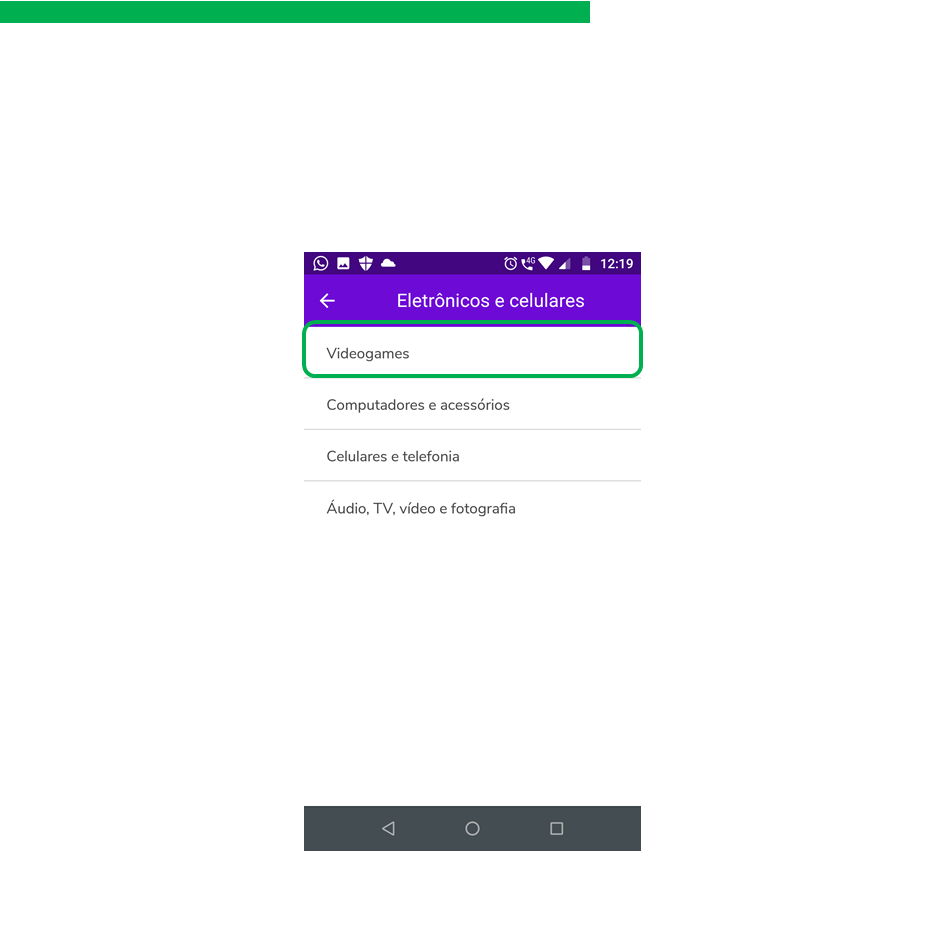 4G 12:19
Eletrônicos e celulares
Videogames
Computadores e acessórios
Celulares e telefonia
Áudio, TV, vídeo e fotografia